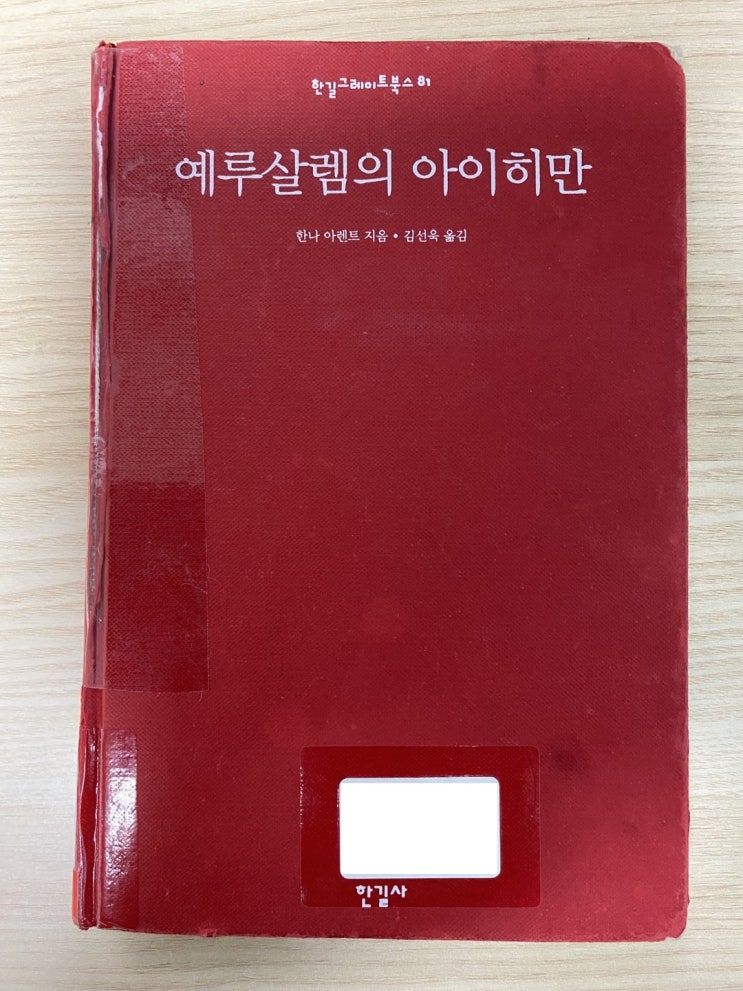 한길그레이트북스 81
예루살렘의 아이히만
한나 아렌트 지음 • 김선욱 옮김
한길사